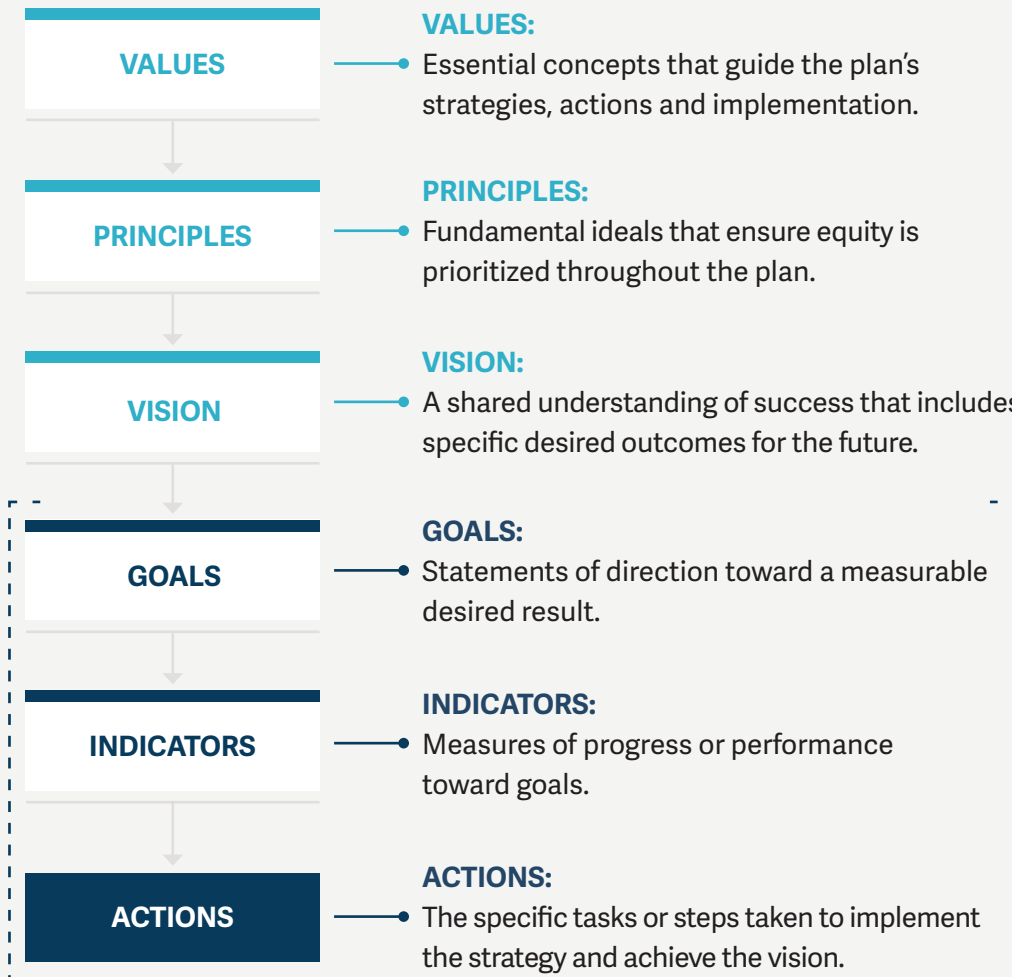 VALUES
VALUES:
Essential concepts that guide the plan’s
strategies, actions and implementation.
PRINCIPLES
PRINCIPLES:
Fundamental ideals that ensure equity is
prioritized throughout the plan.
VISION
VISION:
A shared understanding of success that includes
specific desired outcomes for the future.
GOALS
GOALS:
Statements of direction toward a measurable
desired result.
INDICATORS
INDICATORS:
Measures of progress or performance
toward goals.
ACTIONS
ACTIONS:
The specific tasks or steps taken to implement
the strategy and achieve the vision.